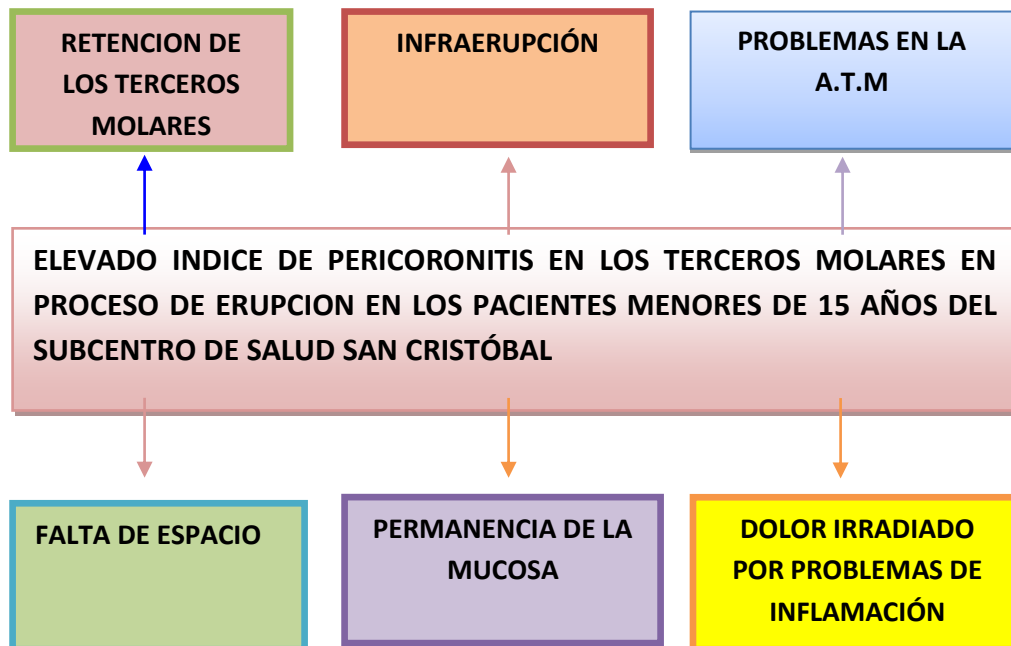 RETENCION DE
LOS TERCEROS
MOLARES
INFRAERUPCIÓN
PROBLEMAS EN LA
A.T.M
ELEVADO INDICE DE PERICORONITIS EN LOS TERCEROS MOLARES EN
PROCESO DE ERUPCION EN LOS PACIENTES MENORES DE 15 AÑOS DEL
SUBCENTRO DE SALUD SAN CRISTÓBAL
FALTA DE ESPACIO
PERMANENCIA DE LA
MUCOSA
DOLOR IRRADIADO
POR PROBLEMAS DE
INFLAMACIÓN